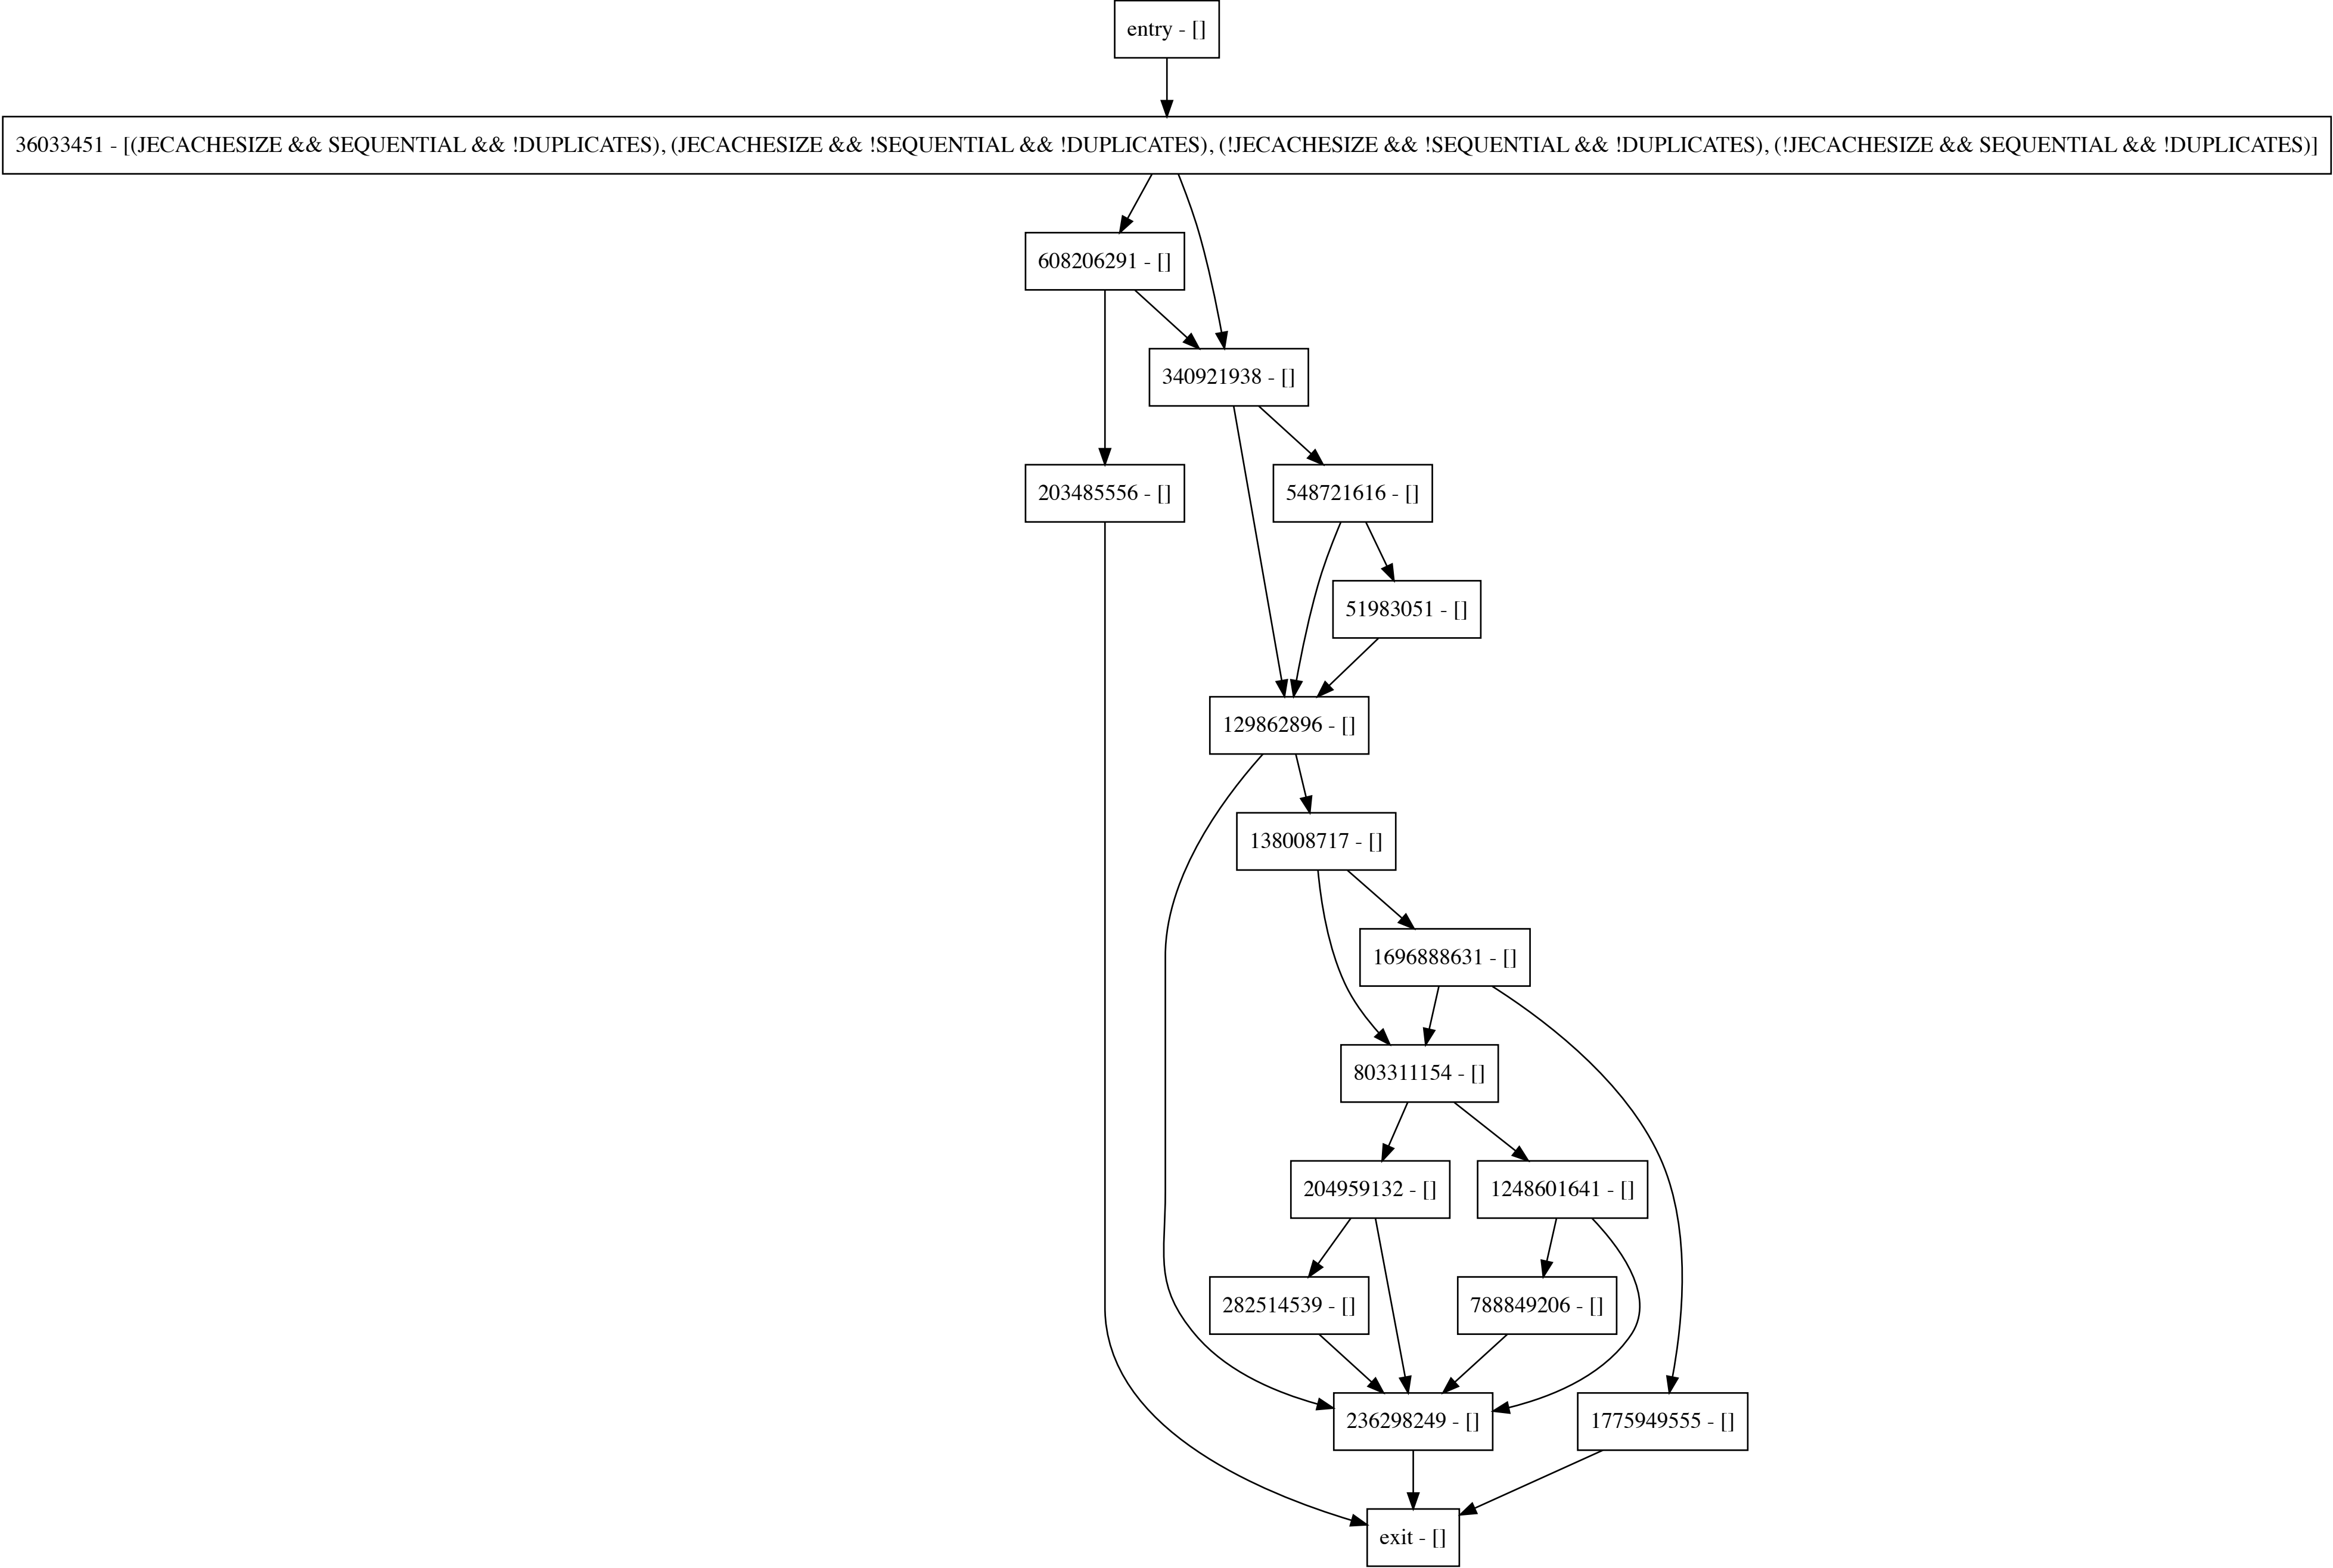 entry - []
36033451 - [(JECACHESIZE && SEQUENTIAL && !DUPLICATES), (JECACHESIZE && !SEQUENTIAL && !DUPLICATES), (!JECACHESIZE && !SEQUENTIAL && !DUPLICATES), (!JECACHESIZE && SEQUENTIAL && !DUPLICATES)]
608206291 - []
340921938 - []
203485556 - []
548721616 - []
51983051 - []
129862896 - []
138008717 - []
1696888631 - []
803311154 - []
204959132 - []
1248601641 - []
282514539 - []
788849206 - []
236298249 - []
1775949555 - []
exit - []